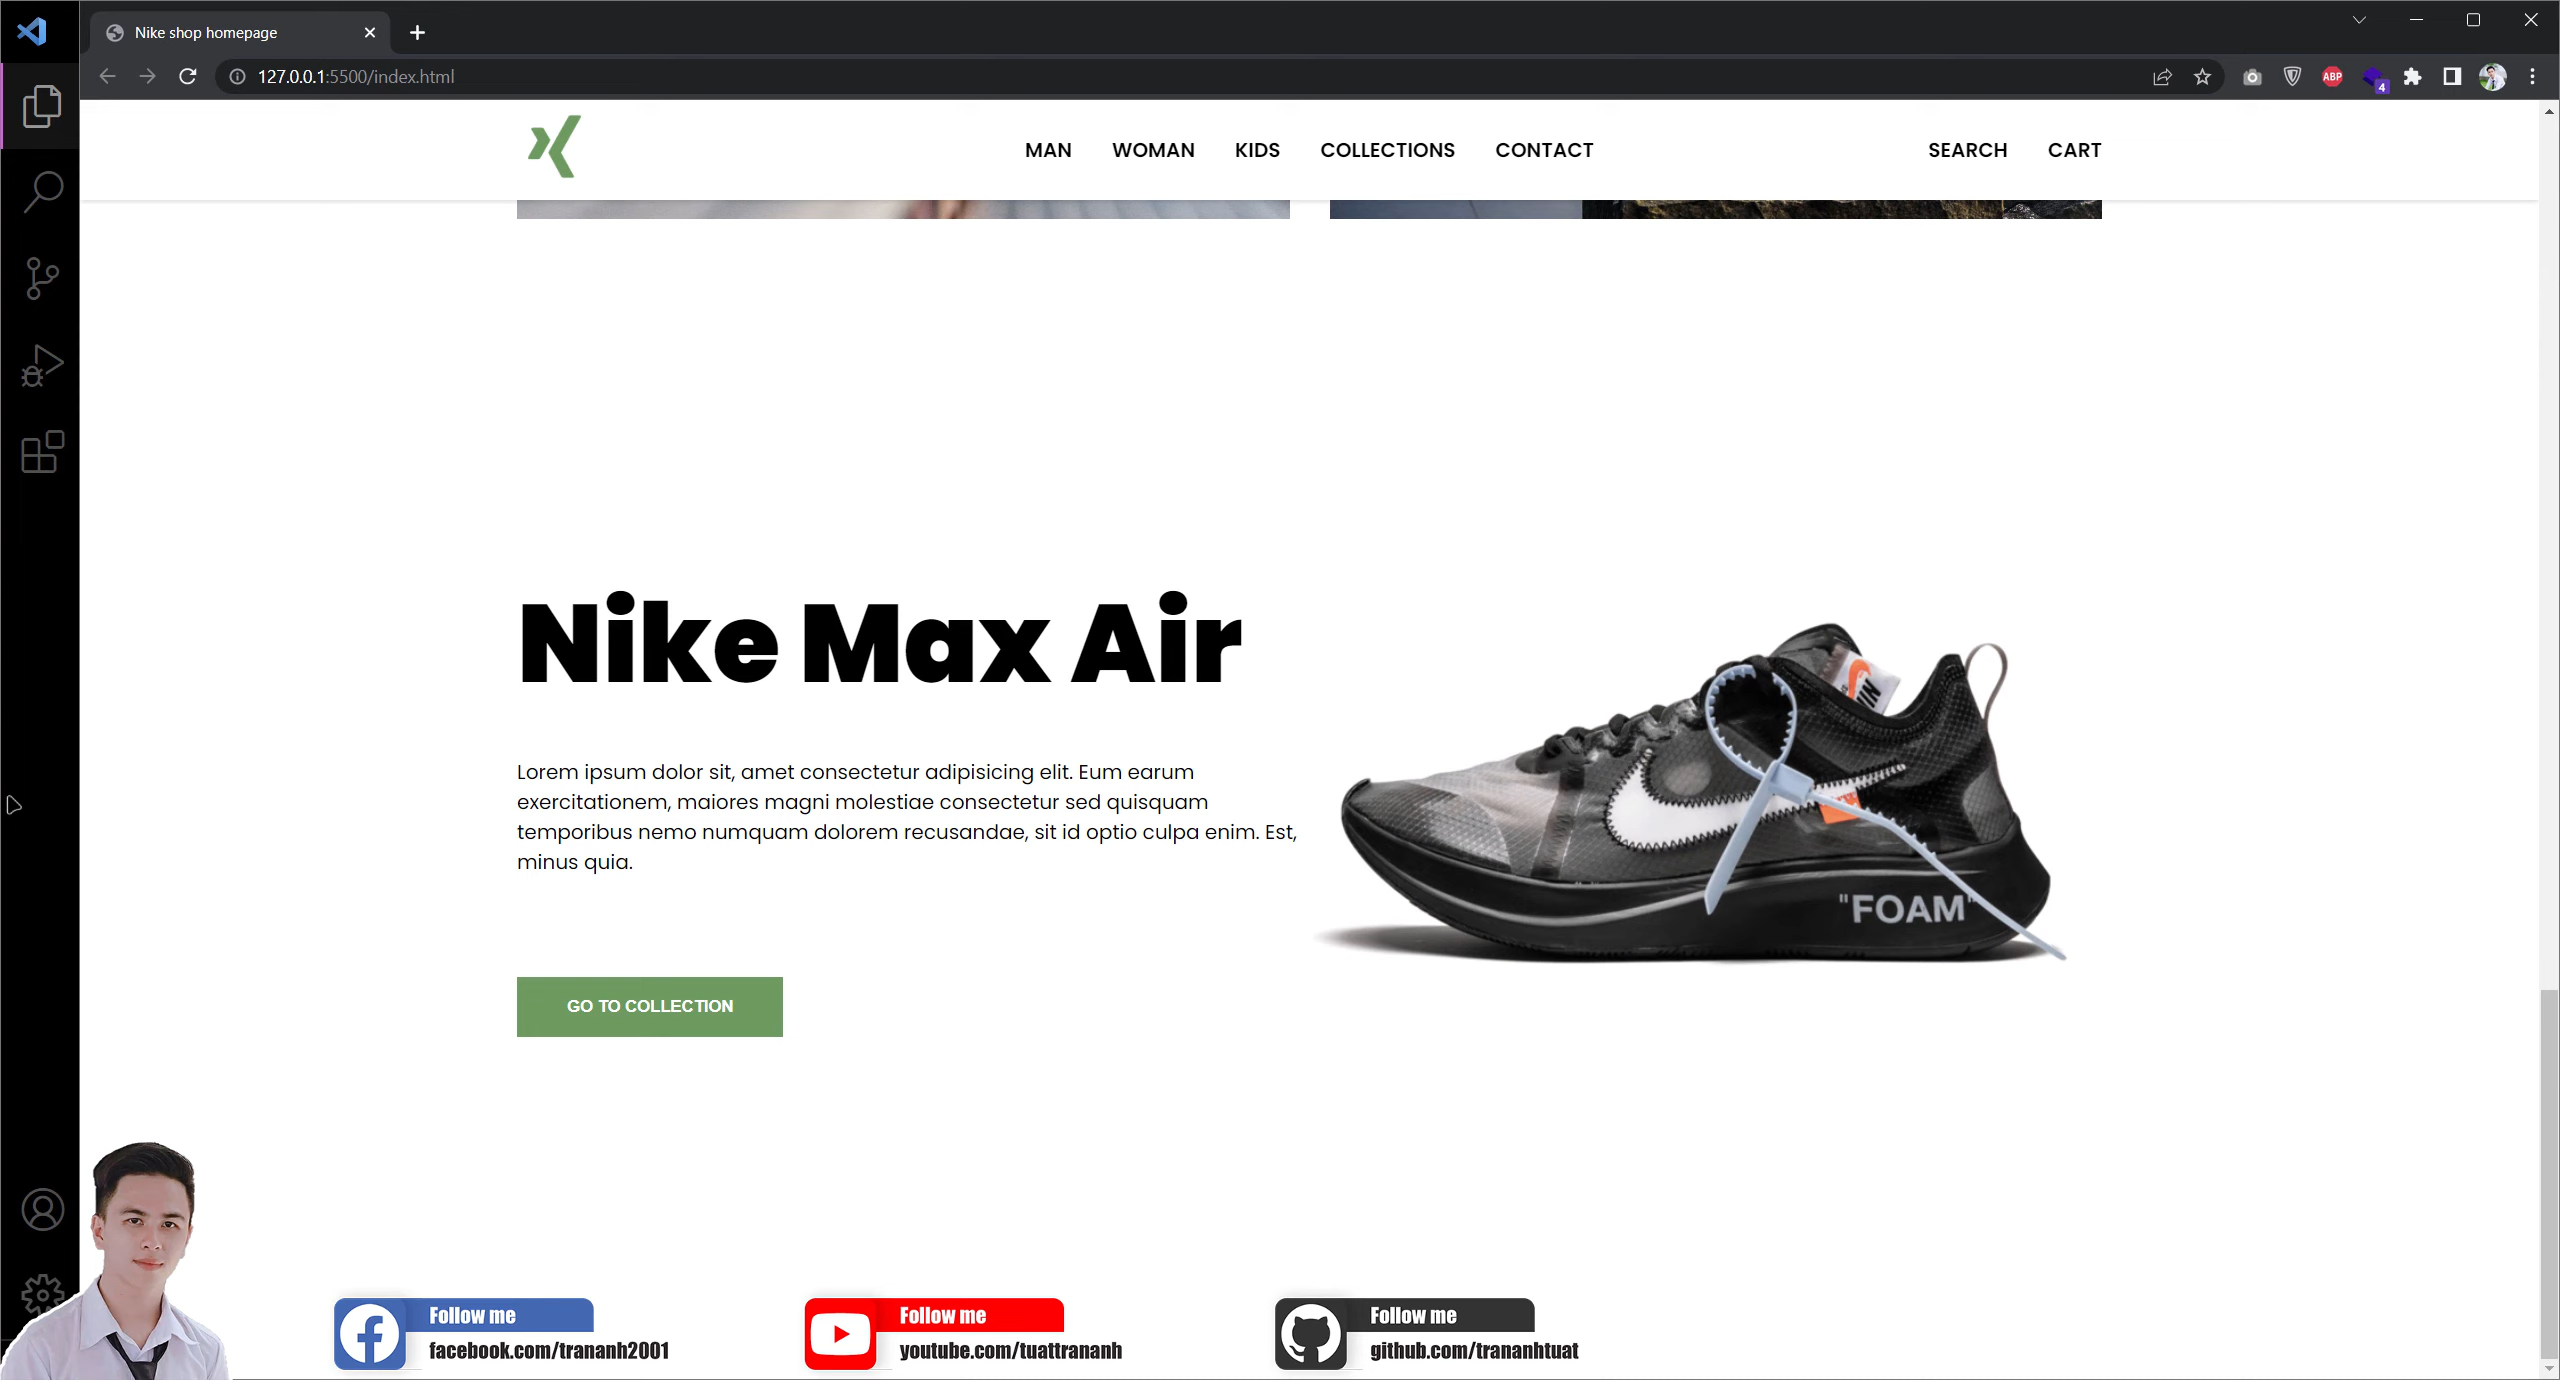 Nike shop homepage
127.0.0.1:5500/index.html
ABP
4
MAN WOMAN KIDS COLLECTIONS CONTACT SEARCH CART
Nike Max Air
Lorem ipsum dolor sit, amet consectetur adipisicing elit. Eum earum
exercitationem, maiores magni molestiae consectetur sed quisquam
temporibus nemo numquam dolorem recusandae, sit id optio culpa enim. Est,
minus quia.
"FOAM"
GO TO COLLECTION
Follow me
facebook.com/trananh2001
Follow me
youtube.com/tuattrananh
Follow me
github.com/trananhtuat